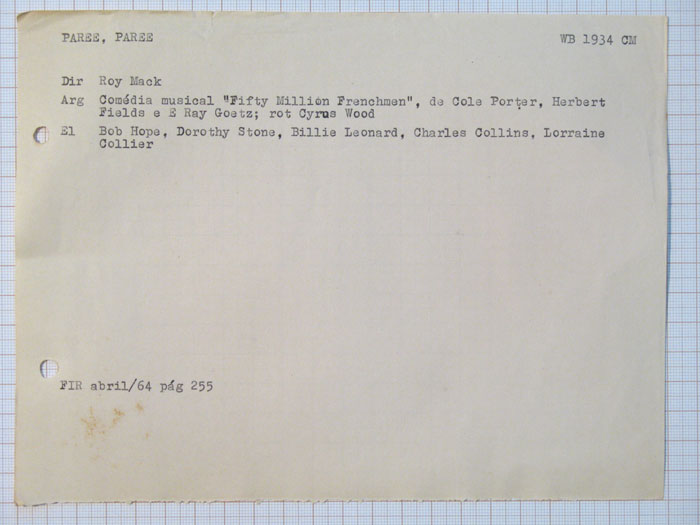 PAREE, PAREE WB 1934 CM
Dir Roy Mack
Arg Comédia musical "Fifty Million Frenchmen", de Cole Porter, Herbert
Fields e E Ray Goetz; rot Cyrus Wood
El Bob Hope, Dorothy Stone, Billie Leonard, Charles Collins, Lorraine
Collier
FIR abril/64 pág 255